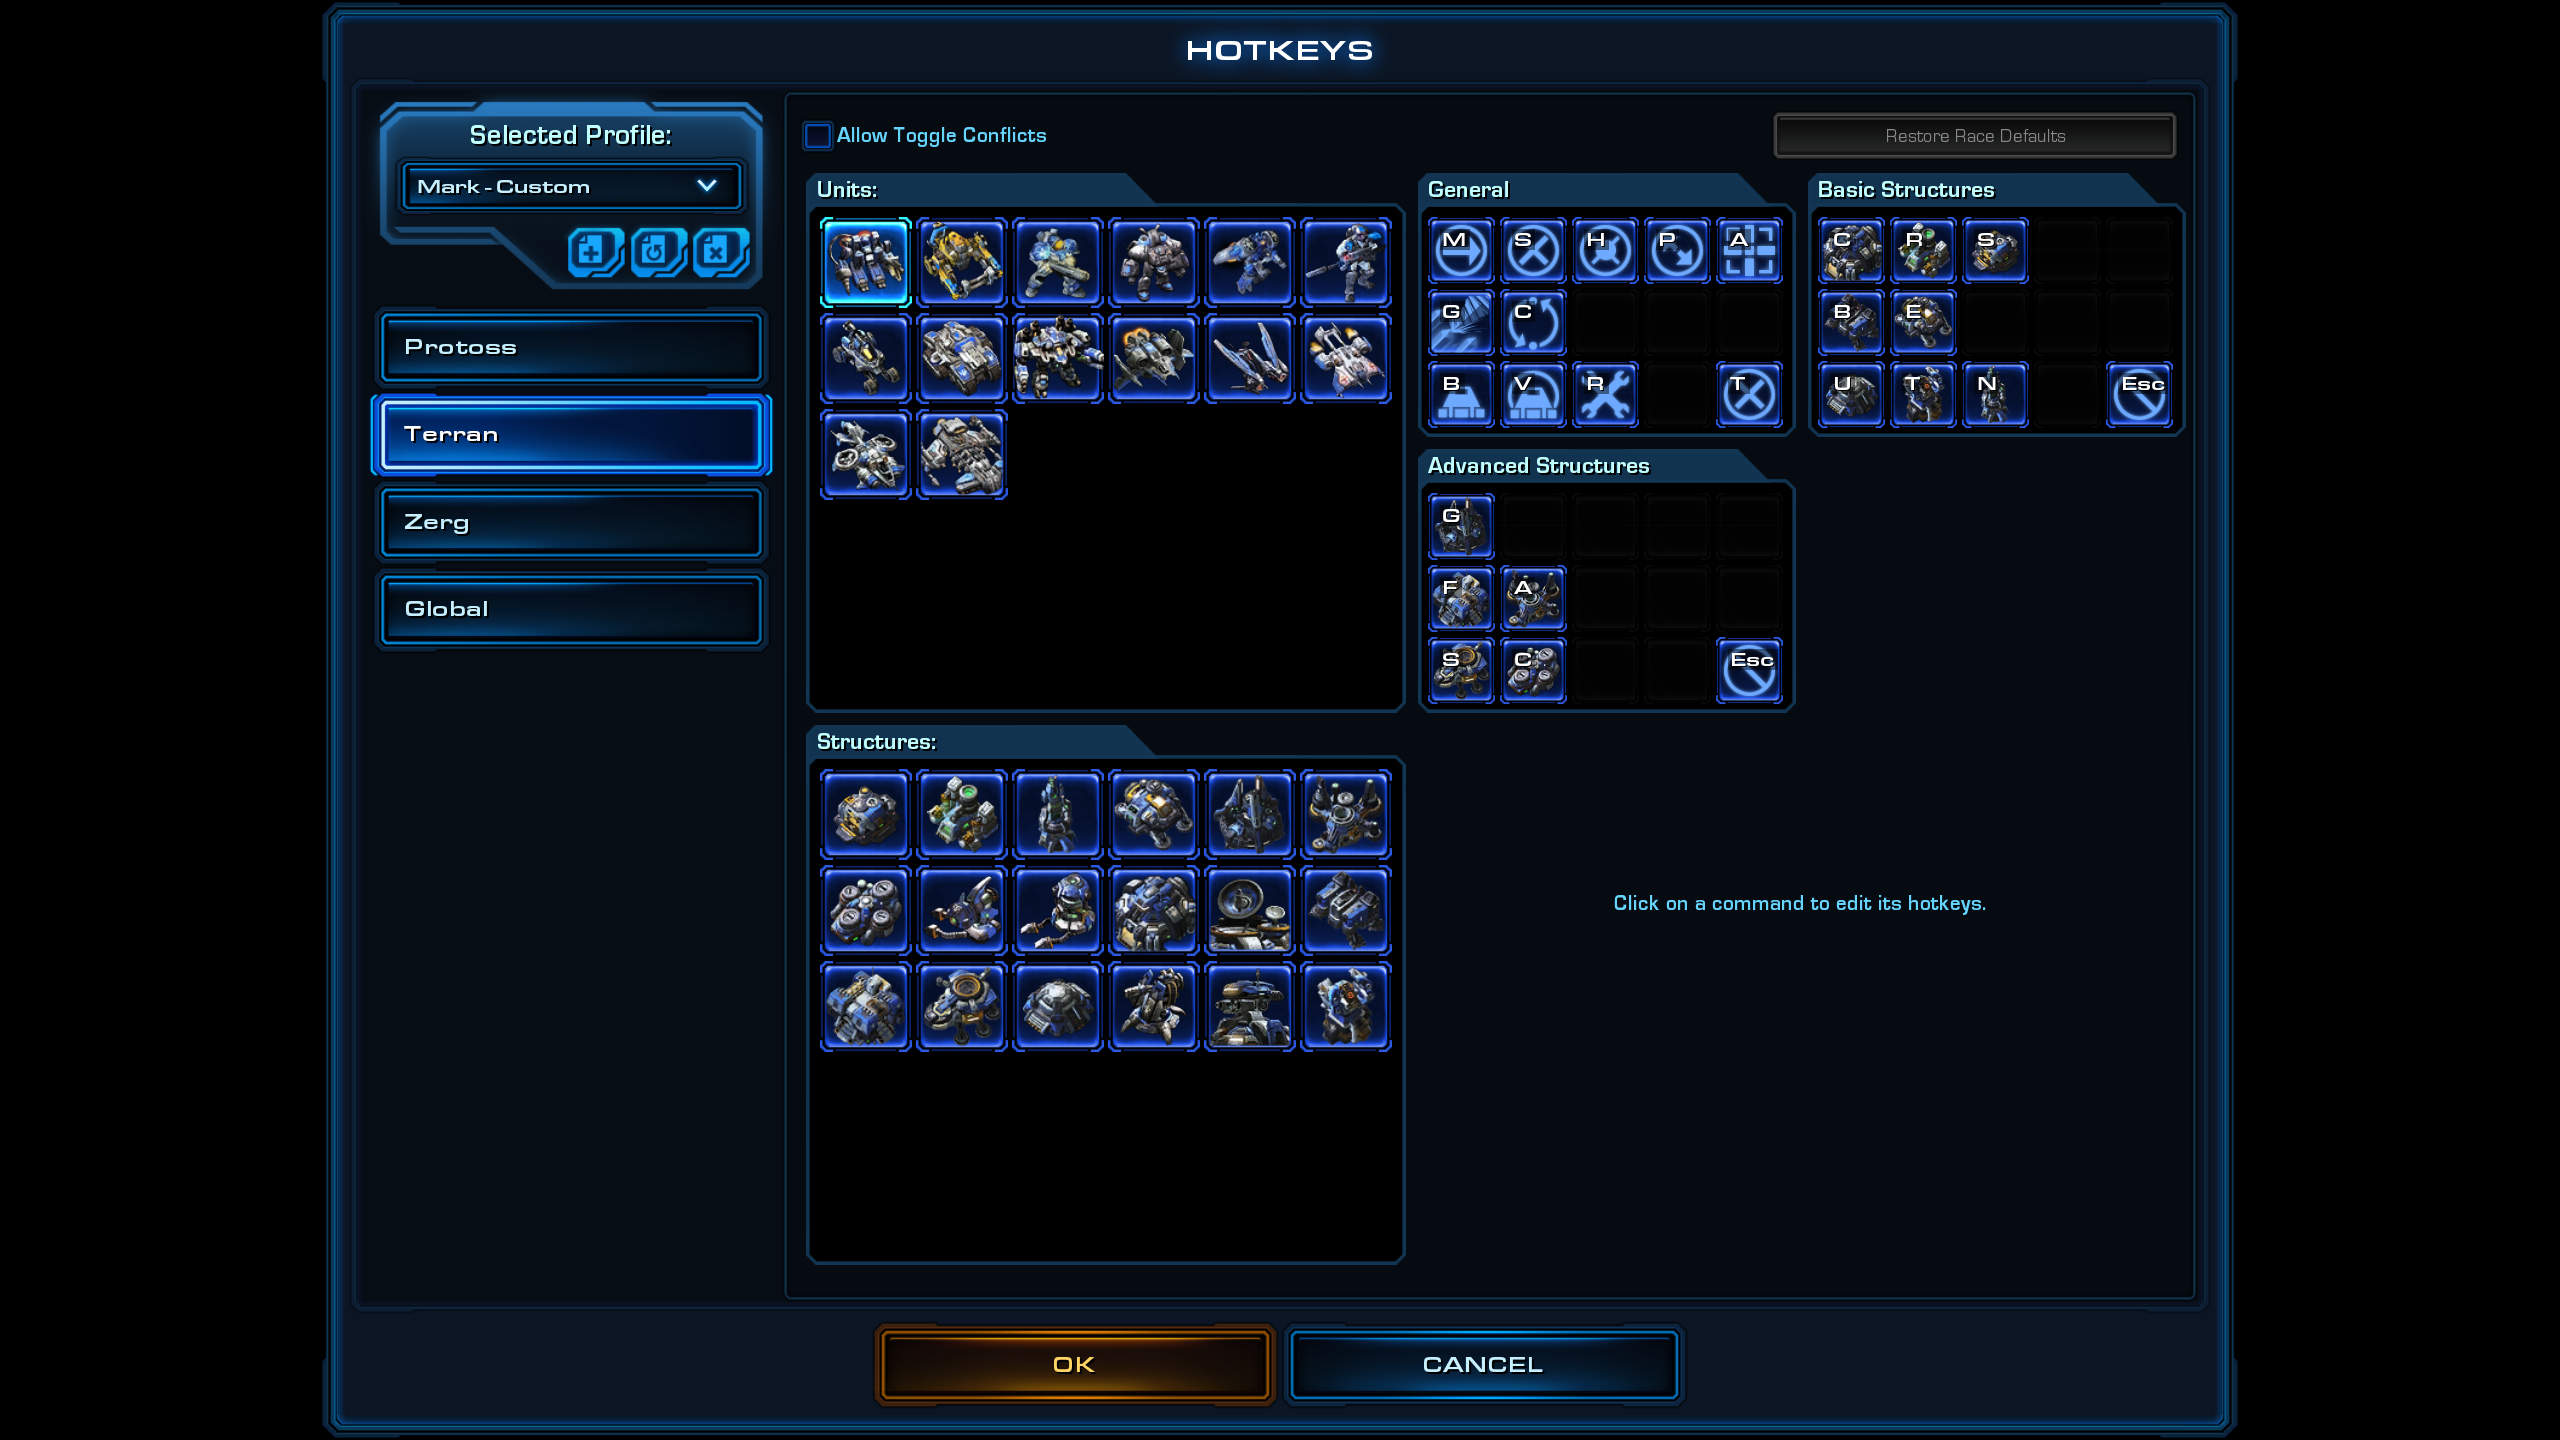 HOTKEYS
Selected Profile:
Mark - Custom
Protoss
Terran
Zerg
Global
Allow Toggle Conflicts
Restore Race Defaults
Units:
General
M S H P A
G C
B V R T
Basic Structures
C R S
B E
U T N Esc
Advanced Structures
G
F A
S C Esc
Structures:
Click on a command to edit its hotkeys.
OK
CANCEL